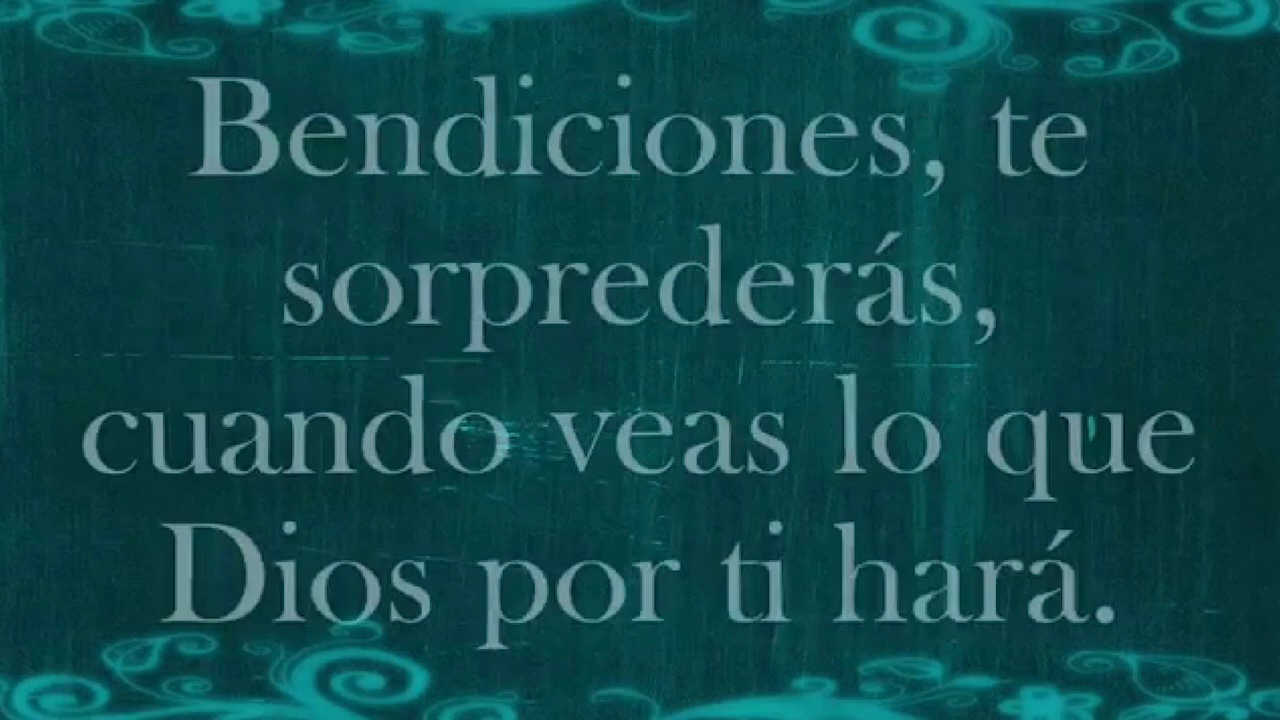 Bendiciones, te
sorprederás,
cuando veas lo que
Dios por ti hará.